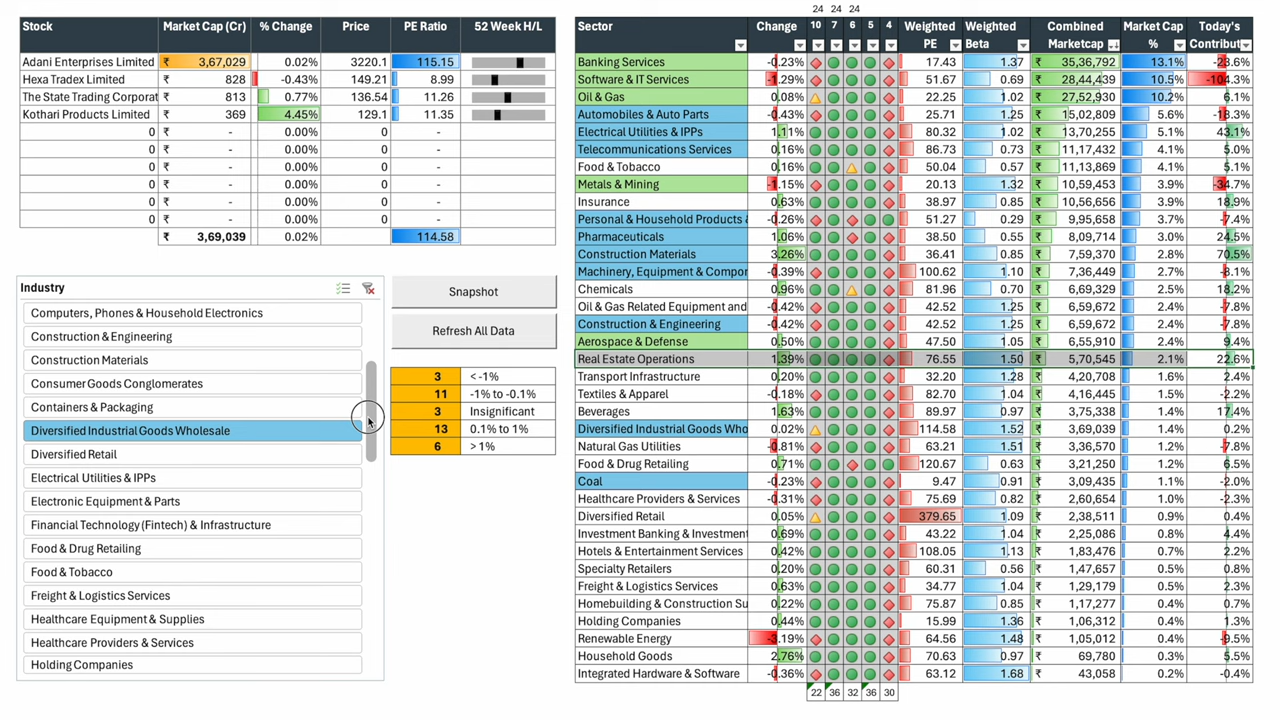 Stock Market Cap (Cr) % Change Price PE Ratio 52 Week H/L
Adani Enterprises Limited ₹ 3,67,029 0.02% 3220.1 115.15
Hexa Tradex Limited ₹ 828 -0.43% 149.21 8.99
The State Trading Corporat ₹ 813 0.77% 136.54 11.26
Kothari Products Limited ₹ 369 4.45% 129.1 11.35
0 ₹ - 0.00% 0 -
0 ₹ - 0.00% 0 -
0 ₹ - 0.00% 0 -
0 ₹ - 0.00% 0 -
0 ₹ - 0.00% 0 -
0 ₹ - 0.00% 0 -
₹ 3,69,039 0.02% 114.58
Industry
Computers, Phones & Household Electronics
Construction & Engineering
Construction Materials
Consumer Goods Conglomerates
Containers & Packaging
Diversified Industrial Goods Wholesale
Diversified Retail
Electrical Utilities & IPPs
Electronic Equipment & Parts
Financial Technology (Fintech) & Infrastructure
Food & Drug Retailing
Food & Tobacco
Freight & Logistics Services
Healthcare Equipment & Supplies
Healthcare Providers & Services
Holding Companies
Snapshot
Refresh All Data
3 < -1%
11 -1% to -0.1%
3 Insignificant
13 0.1% to 1%
6 > 1%
24 24 24
Sector Change 10 7 6 5 4 Weighted PE Weighted Beta Combined Marketcap Market Cap % Today's Contribut
Banking Services -0.23% 17.43 1.37 ₹ 35,36,792 13.1% -23.6%
Software & IT Services -1.29% 51.67 0.69 ₹ 28,44,439 10.5% -104.3%
Oil & Gas 0.08% 22.25 1.02 ₹ 27,52,930 10.2% 6.1%
Automobiles & Auto Parts -0.43% 25.71 1.25 ₹ 15,02,809 5.6% -18.3%
Electrical Utilities & IPPs 1.11% 80.32 1.02 ₹ 13,70,255 5.1% 43.1%
Telecommunications Services 0.16% 86.73 0.73 ₹ 11,17,432 4.1% 5.0%
Food & Tobacco 0.16% 50.04 0.57 ₹ 11,13,869 4.1% 5.1%
Metals & Mining -1.15% 20.13 1.32 ₹ 10,59,453 3.9% -34.7%
Insurance 0.63% 38.97 0.85 ₹ 10,56,656 3.9% 18.9%
Personal & Household Products & -0.26% 51.27 0.29 ₹ 9,95,658 3.7% -7.4%
Pharmaceuticals 1.06% 38.50 0.55 ₹ 8,09,714 3.0% 24.5%
Construction Materials 3.26% 36.41 0.85 ₹ 7,59,370 2.8% 70.5%
Machinery, Equipment & Compor -0.39% 100.62 1.10 ₹ 7,36,449 2.7% -8.1%
Chemicals 0.96% 81.96 0.70 ₹ 6,69,329 2.5% 18.2%
Oil & Gas Related Equipment and -0.42% 42.52 1.25 ₹ 6,59,672 2.4% -7.8%
Construction & Engineering -0.42% 42.52 1.25 ₹ 6,59,672 2.4% -7.8%
Aerospace & Defense 0.50% 47.50 1.05 ₹ 6,55,910 2.4% 9.4%
Real Estate Operations 1.39% 76.55 1.50 ₹ 5,70,545 2.1% 22.6%
Transport Infrastructure 0.20% 32.20 1.28 ₹ 4,20,708 1.6% 2.4%
Textiles & Apparel -0.18% 82.70 1.04 ₹ 4,16,445 1.5% -2.2%
Beverages 1.63% 89.97 0.97 ₹ 3,75,338 1.4% 17.4%
Diversified Industrial Goods Who 0.02% 114.58 1.52 ₹ 3,69,039 1.4% 0.2%
Natural Gas Utilities -0.81% 63.21 1.51 ₹ 3,36,570 1.2% -7.8%
Food & Drug Retailing 0.71% 120.67 0.63 ₹ 3,21,250 1.2% 6.5%
Coal -0.23% 9.47 0.91 ₹ 3,09,435 1.1% -2.0%
Healthcare Providers & Services -0.31% 75.69 0.82 ₹ 2,60,654 1.0% -2.3%
Diversified Retail 0.05% 379.65 1.09 ₹ 2,38,511 0.9% 0.4%
Investment Banking & Investment 0.69% 43.22 1.04 ₹ 2,25,086 0.8% 4.4%
Hotels & Entertainment Services 0.42% 108.05 1.13 ₹ 1,83,476 0.7% 2.2%
Specialty Retailers 0.20% 60.31 0.56 ₹ 1,47,657 0.5% 0.8%
Freight & Logistics Services 0.63% 34.77 1.04 ₹ 1,29,179 0.5% 2.3%
Homebuilding & Construction Su 0.22% 75.87 0.85 ₹ 1,17,277 0.4% 0.7%
Holding Companies 0.44% 15.99 1.36 ₹ 1,06,312 0.4% 1.3%
Renewable Energy -3.19% 64.56 1.48 ₹ 1,05,012 0.4% -9.5%
Household Goods 2.76% 70.63 0.97 ₹ 69,780 0.3% 5.5%
Integrated Hardware & Software -0.36% 63.12 1.68 ₹ 43,058 0.2% -0.4%
22 36 32 36 30